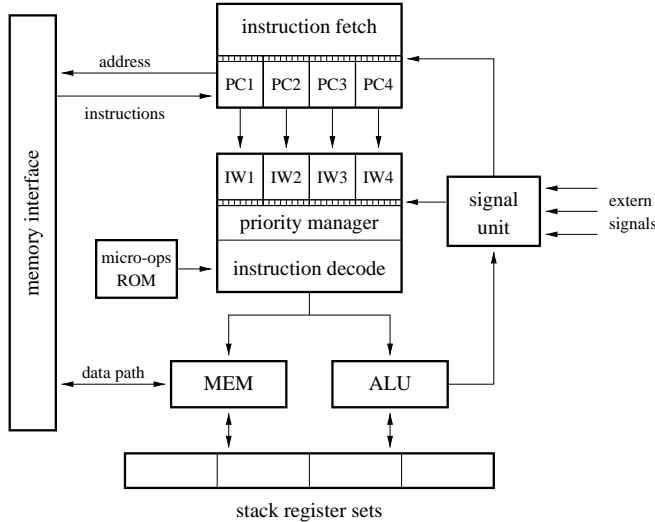 instruction fetch
address
PC1 PC2 PC3 PC4
instructions
memory interface
IW1 IW2 IW3 IW4
priority manager
signal
unit
extern
signals
micro-ops
ROM
instruction decode
data path
MEM
ALU
stack register sets